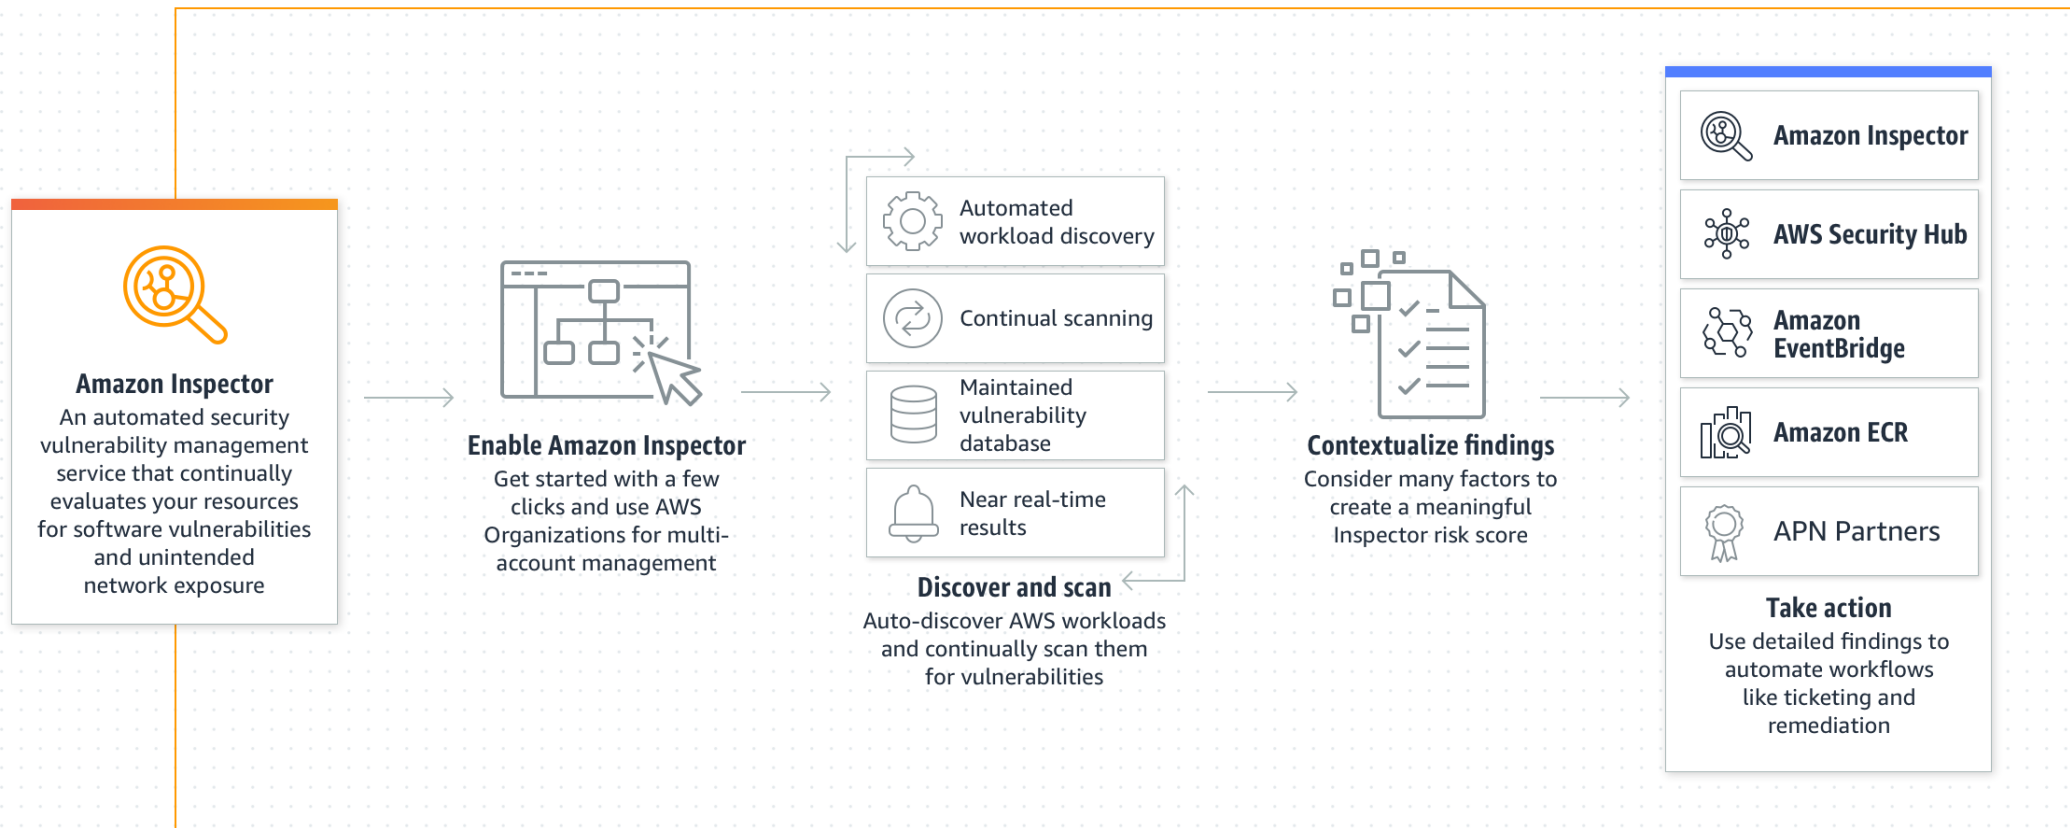 Amazon Inspector
An automated security
vulnerability management
service that continually
evaluates your resources
for software vulnerabilities
and unintended
network exposure
Enable Amazon Inspector
Get started with a few
clicks and use AWS
Organizations for multi-
account management
Automated
workload discovery
Continual scanning
Maintained
vulnerability
database
Near real-time
results
Discover and scan
Auto-discover AWS workloads
and continually scan them
for vulnerabilities
Contextualize findings
Consider many factors to
create a meaningful
Inspector risk score
Amazon Inspector
AWS Security Hub
Amazon
EventBridge
Amazon ECR
APN Partners
Take action
Use detailed findings to
automate workflows
like ticketing and
remediation